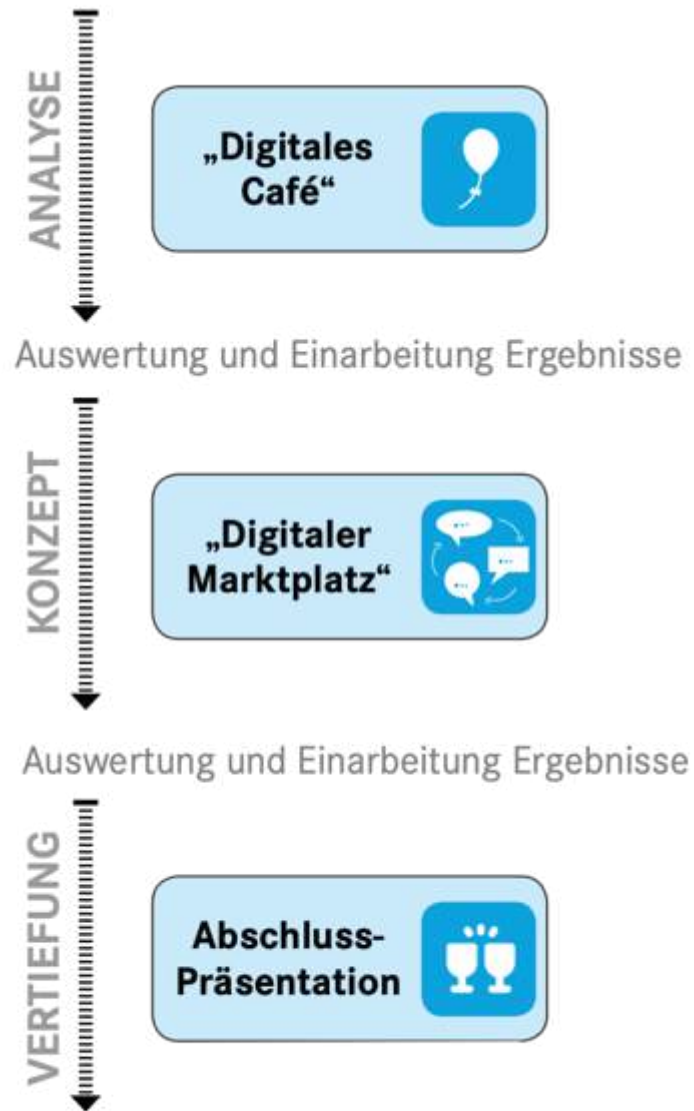 ANALYSE
„Digitales
Café“
Auswertung und Einarbeitung Ergebnisse
KONZEPT
„Digitaler
Marktplatz“
Auswertung und Einarbeitung Ergebnisse
VERTIEFUNG
Abschluss-
Präsentation